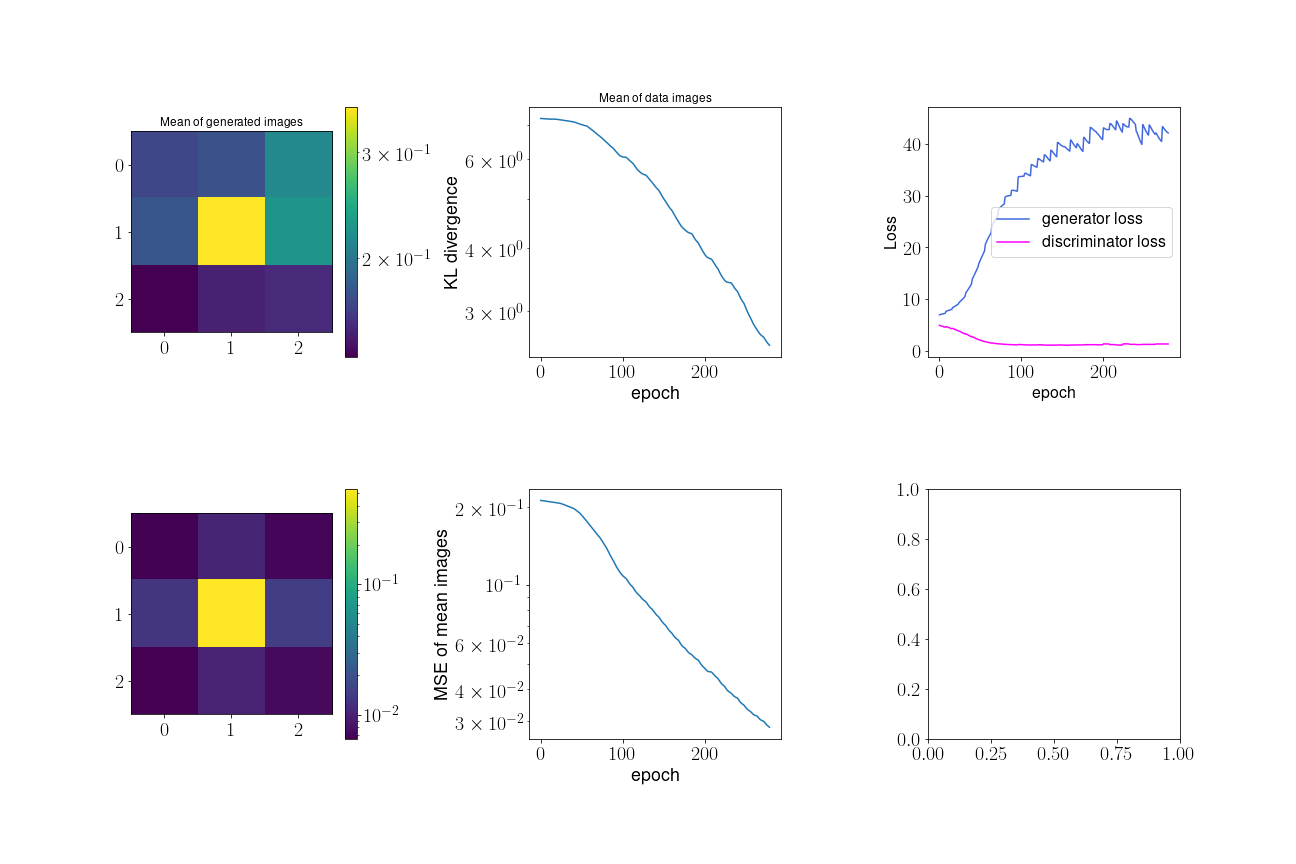 Mean of generated images
0
1
2
0
1
2
3 × 10⁻¹
2 × 10⁻¹
Mean of data images
KL divergence
6 × 10⁰
4 × 10⁰
3 × 10⁰
0
100
200
epoch
Loss
40
30
20
10
0
generator loss
discriminator loss
0
100
200
epoch
0
1
2
0
1
2
10⁻¹
10⁻²
MSE of mean images
2 × 10⁻¹
10⁻¹
6 × 10⁻²
4 × 10⁻²
3 × 10⁻²
0
100
200
epoch
1.0
0.8
0.6
0.4
0.2
0.0
0.00
0.25
0.50
0.75
1.00